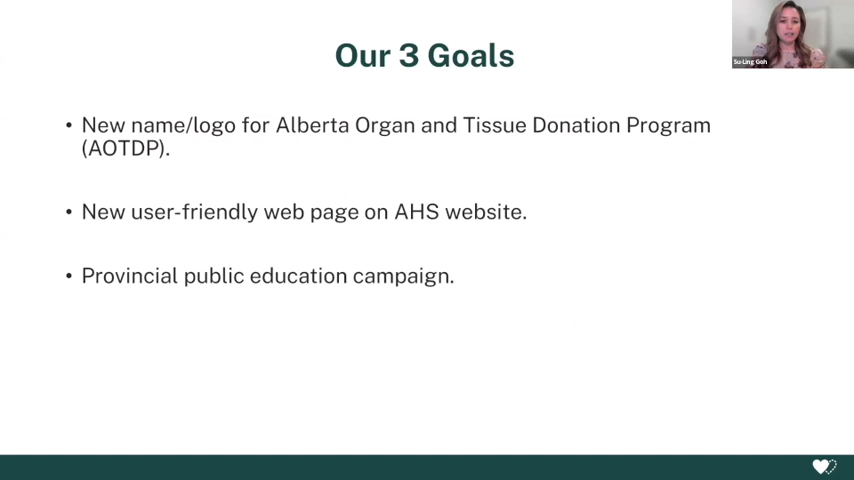 Our 3 Goals
Su-Ling Goh
• New name/logo for Alberta Organ and Tissue Donation Program
(AOTDP).
• New user-friendly web page on AHS website.
• Provincial public education campaign.